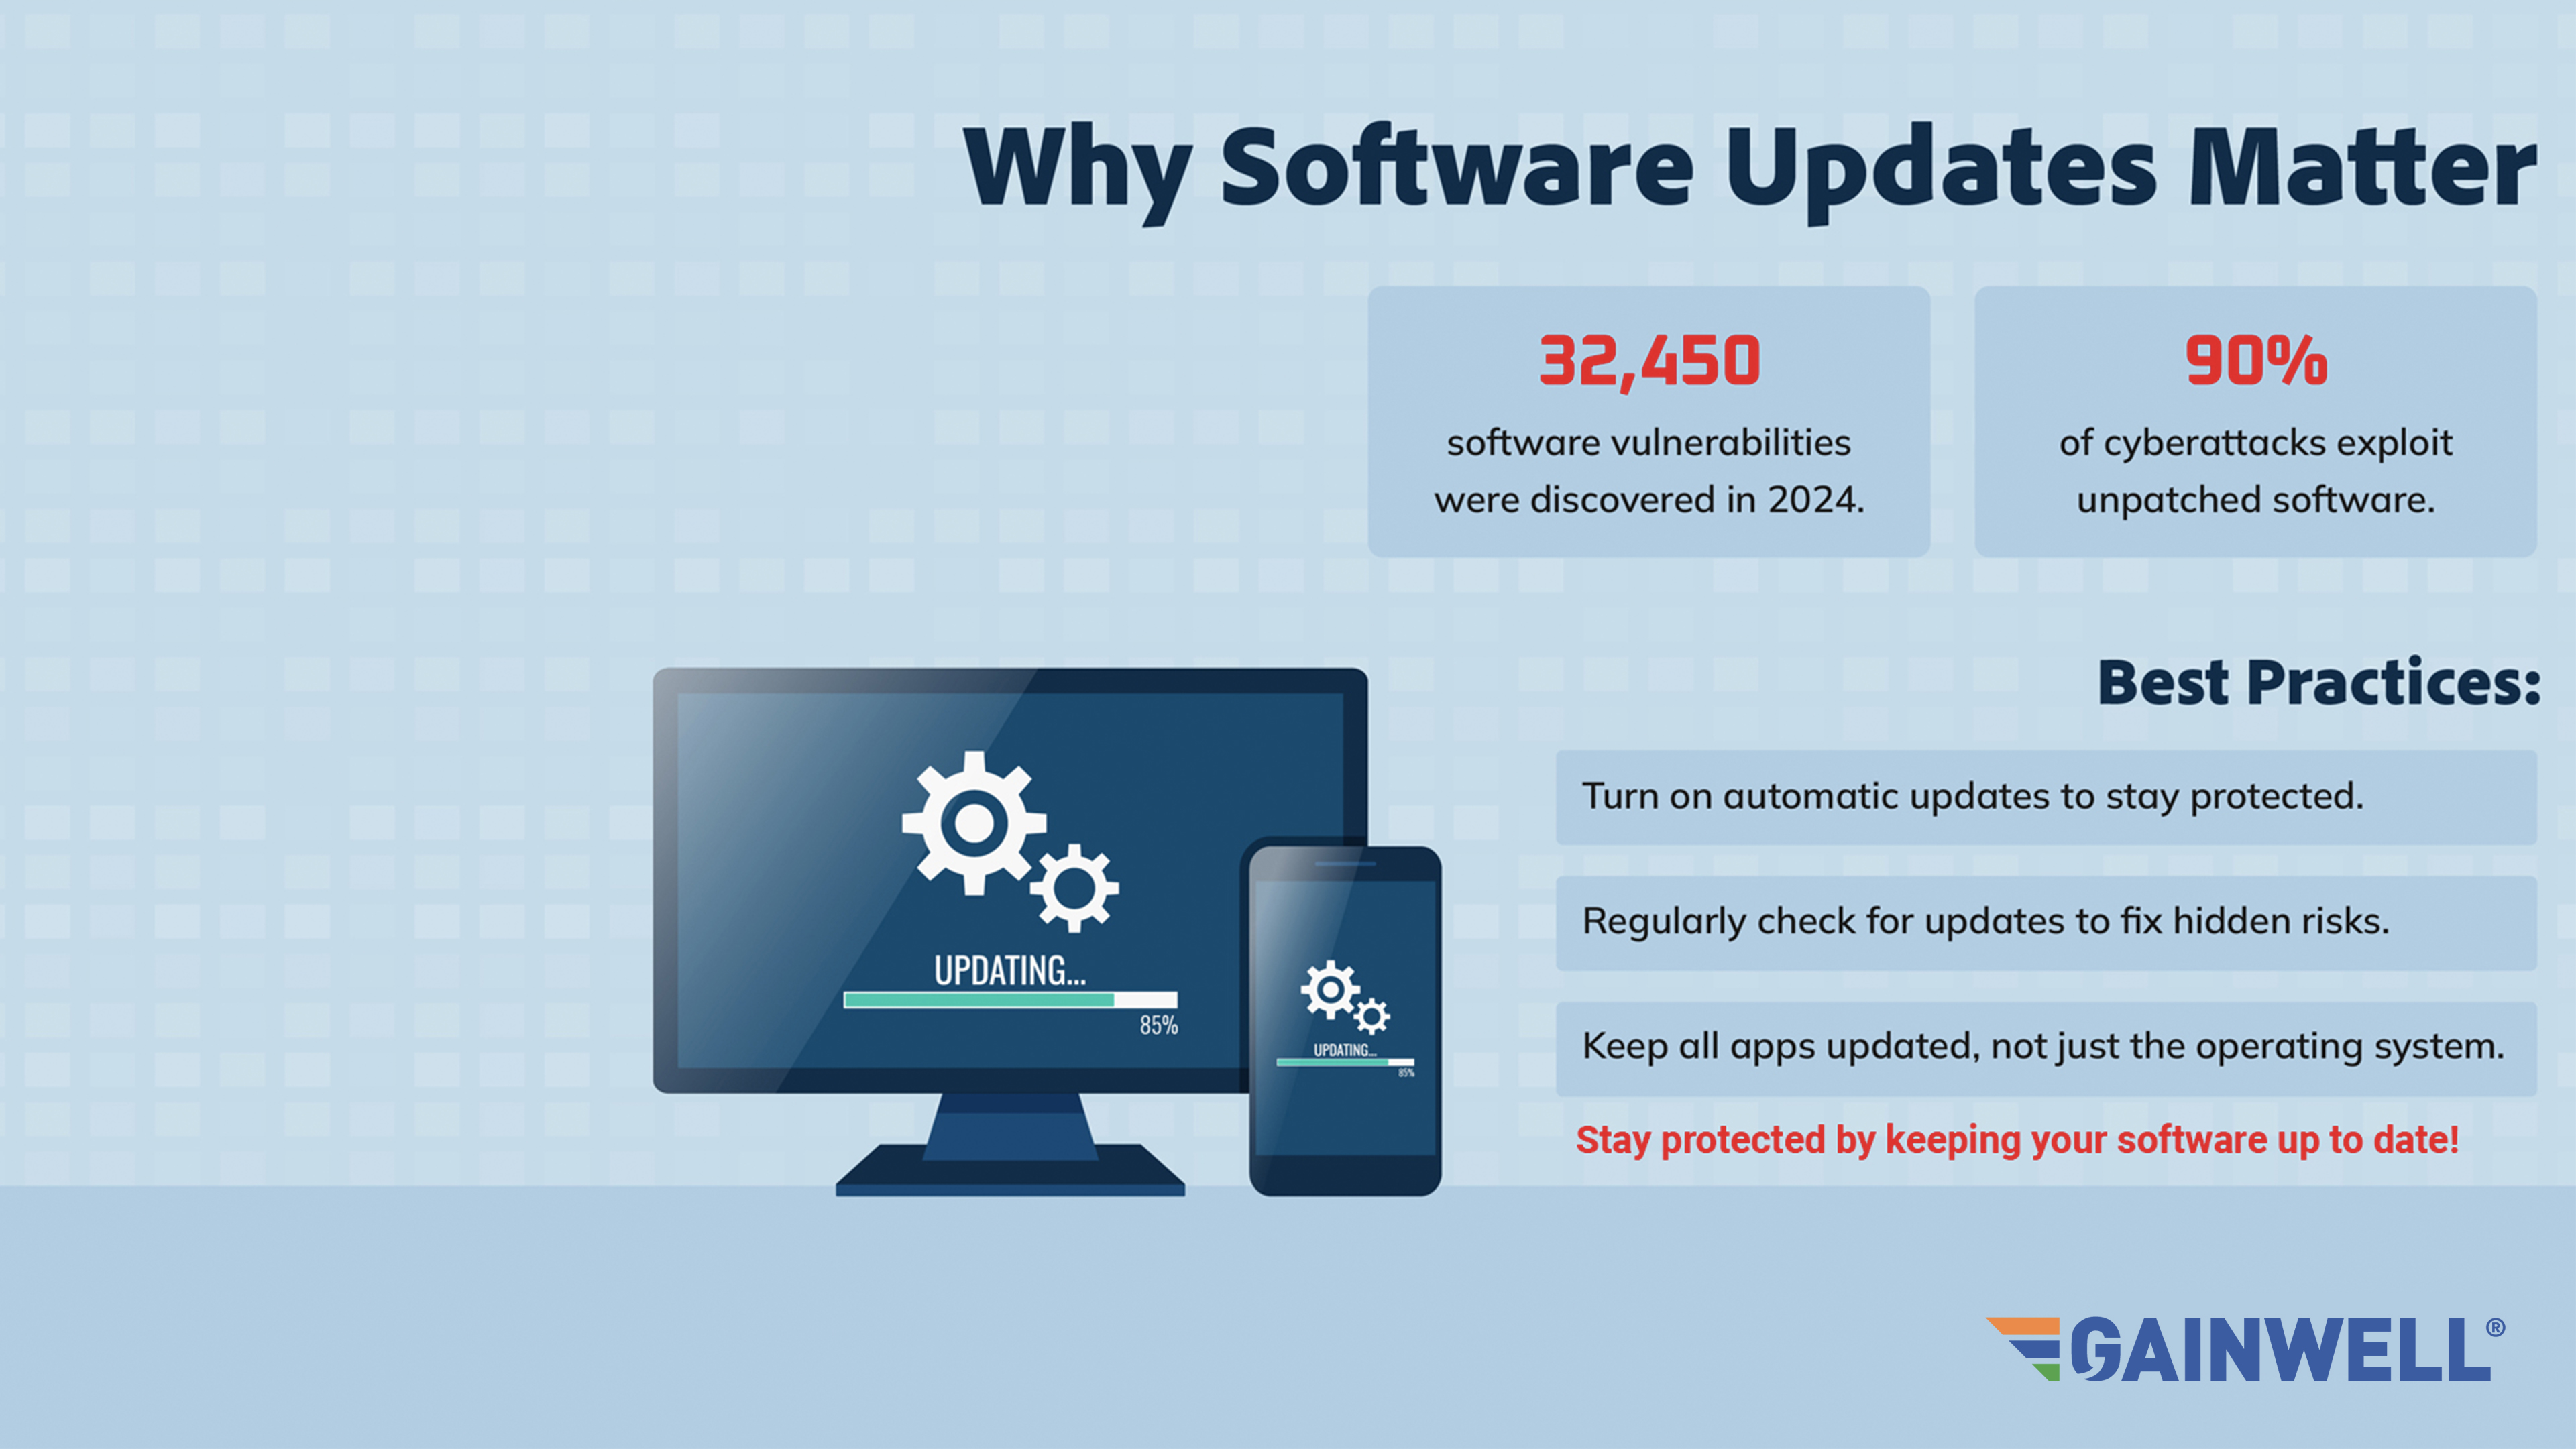 Why Software Updates Matter
32,450
software vulnerabilities
were discovered in 2024.
90%
of cyberattacks exploit
unpatched software.
UPDATING...
85%
UPDATING...
85%
Best Practices:
Turn on automatic updates to stay protected.
Regularly check for updates to fix hidden risks.
Keep all apps updated, not just the operating system.
Stay protected by keeping your software up to date!
GAINWELL®